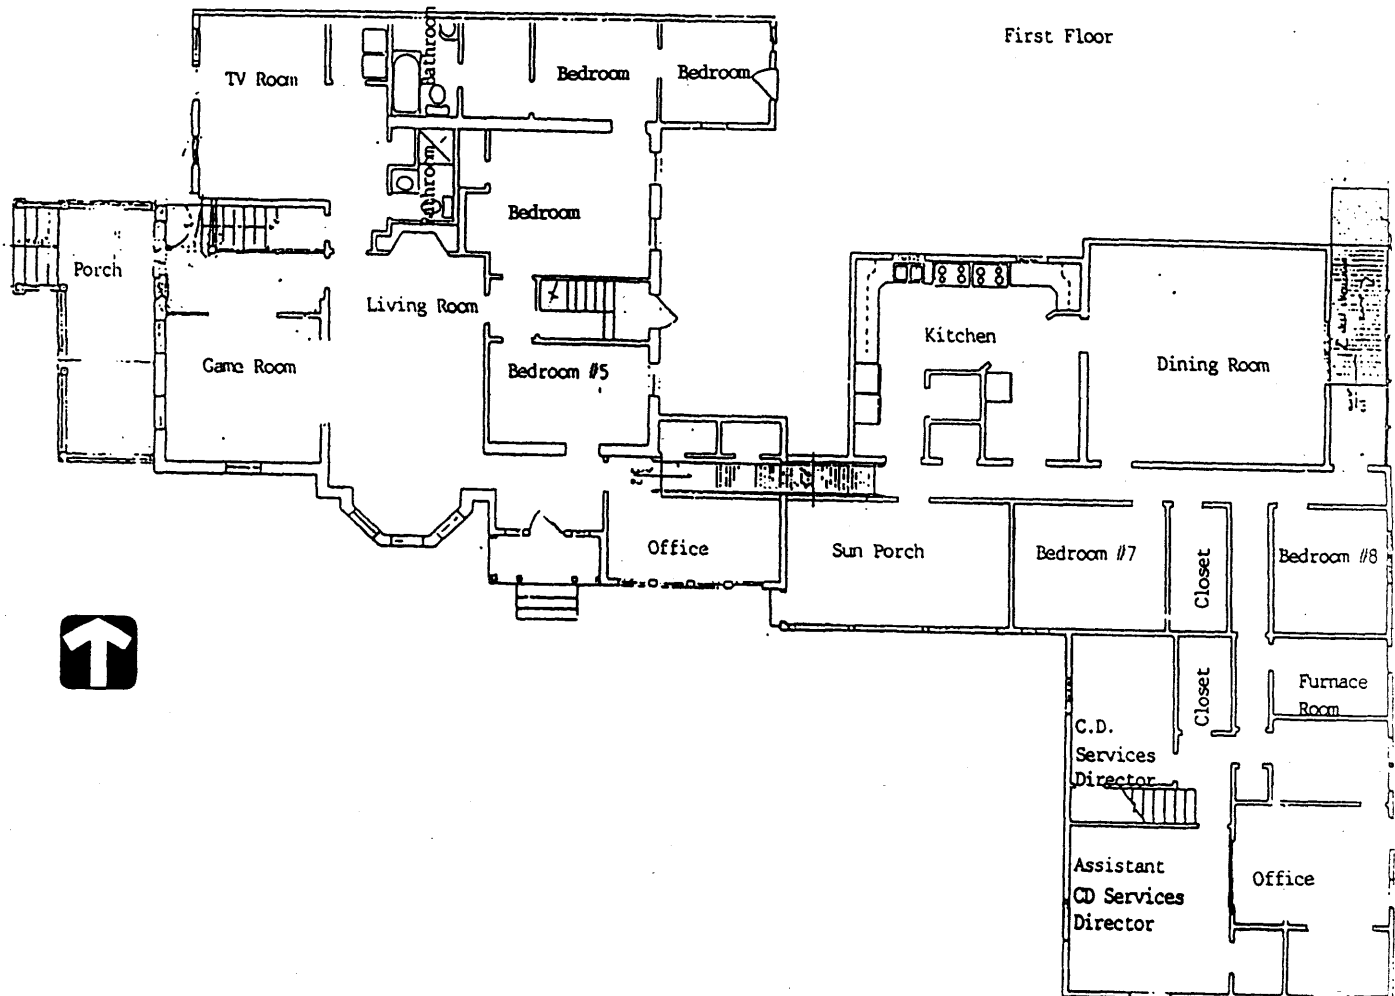 First Floor
TV Room
Bathroom
Bedroom
Bedroom
Bathroom
Bedroom
Porch
Living Room
Game Room
Bedroom #5
Kitchen
Dining Room
Office
Sun Porch
Bedroom #7
Closet
Bedroom #8
Closet
Furnace
Room
C.D.
Services
Director
Assistant
CD Services
Director
Office